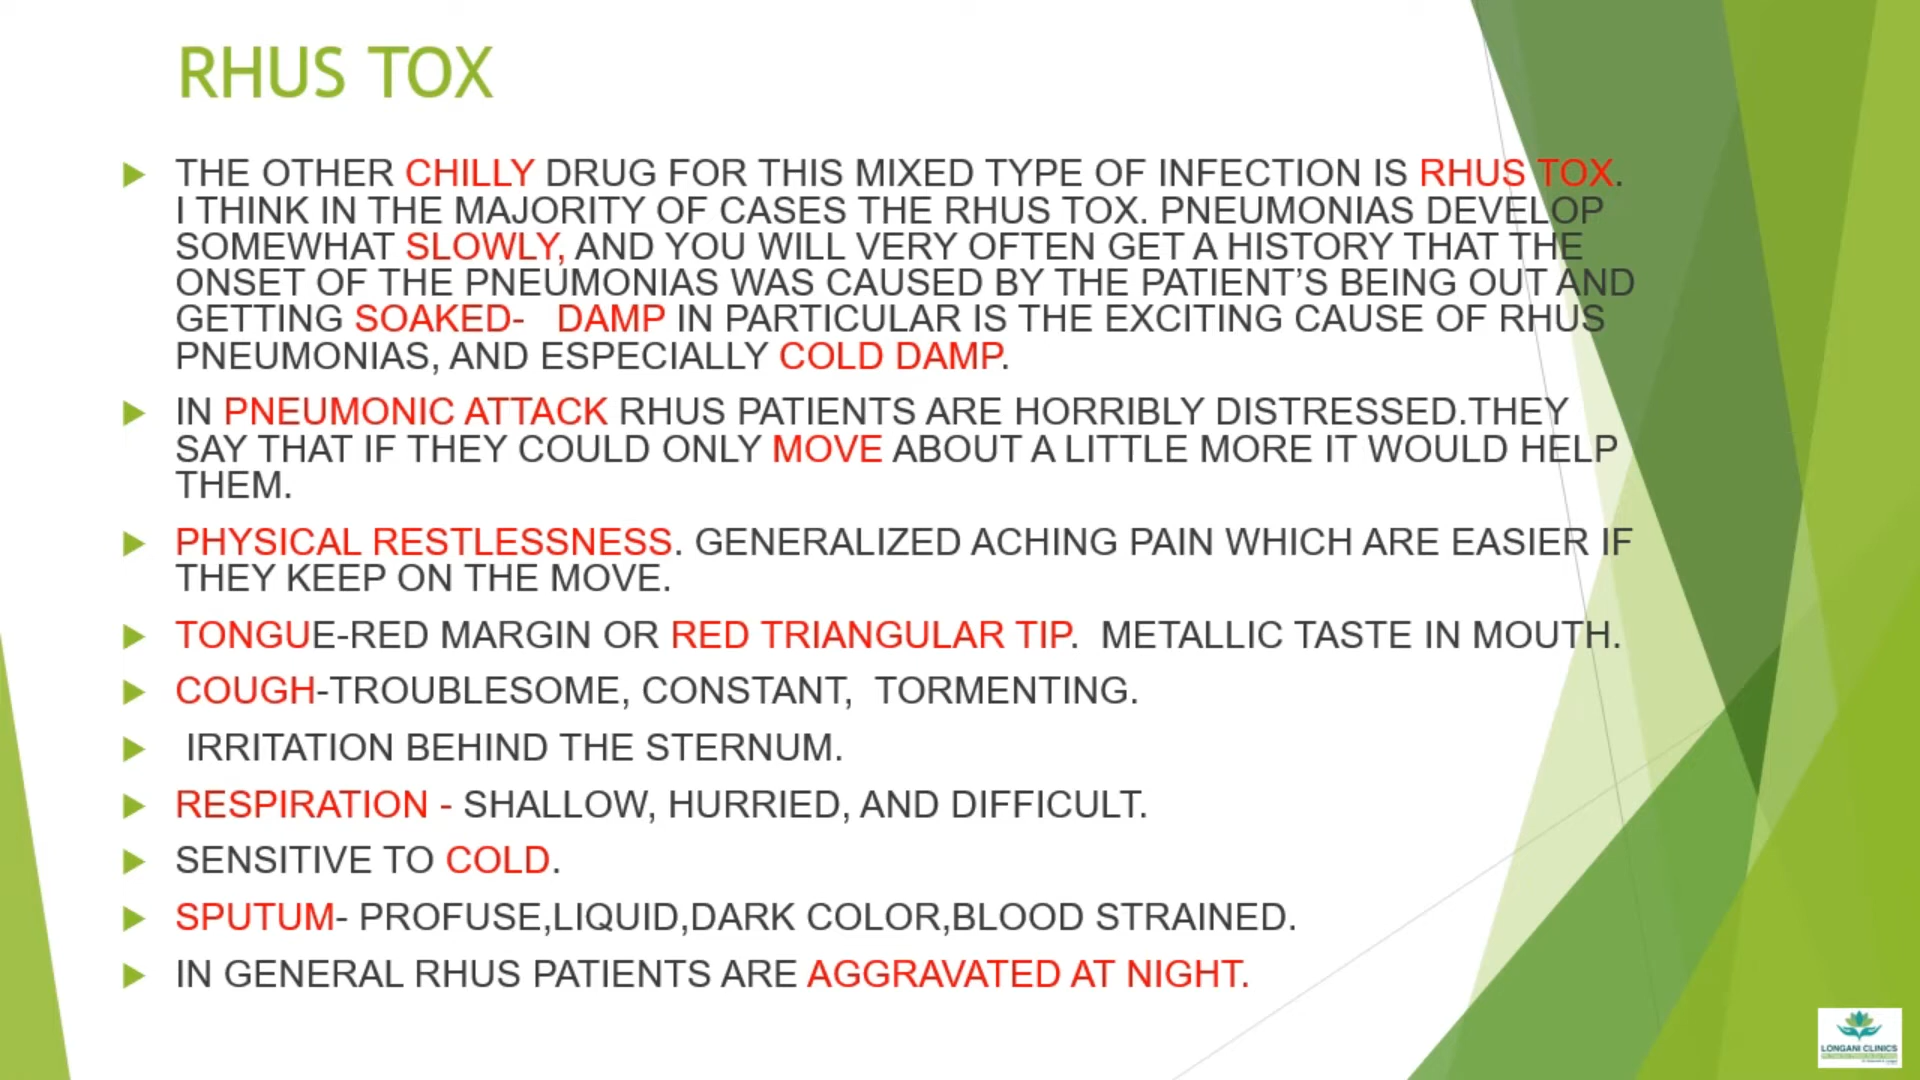 RHUS TOX
THE OTHER CHILLY DRUG FOR THIS MIXED TYPE OF INFECTION IS RHUS TOX.
I THINK IN THE MAJORITY OF CASES THE RHUS TOX. PNEUMONIAS DEVELOP
SOMEWHAT SLOWLY, AND YOU WILL VERY OFTEN GET A HISTORY THAT THE
ONSET OF THE PNEUMONIAS WAS CAUSED BY THE PATIENT’S BEING OUT AND
GETTING SOAKED- DAMP IN PARTICULAR IS THE EXCITING CAUSE OF RHUS
PNEUMONIAS, AND ESPECIALLY COLD DAMP.
IN PNEUMONIC ATTACK RHUS PATIENTS ARE HORRIBLY DISTRESSED.THEY
SAY THAT IF THEY COULD ONLY MOVE ABOUT A LITTLE MORE IT WOULD HELP
THEM.
PHYSICAL RESTLESSNESS. GENERALIZED ACHING PAIN WHICH ARE EASIER IF
THEY KEEP ON THE MOVE.
TONGUE-RED MARGIN OR RED TRIANGULAR TIP. METALLIC TASTE IN MOUTH.
COUGH-TROUBLESOME, CONSTANT, TORMENTING.
IRRITATION BEHIND THE STERNUM.
RESPIRATION - SHALLOW, HURRIED, AND DIFFICULT.
SENSITIVE TO COLD.
SPUTUM- PROFUSE,LIQUID,DARK COLOR,BLOOD STRAINED.
IN GENERAL RHUS PATIENTS ARE AGGRAVATED AT NIGHT.
LONGANI CLINICS